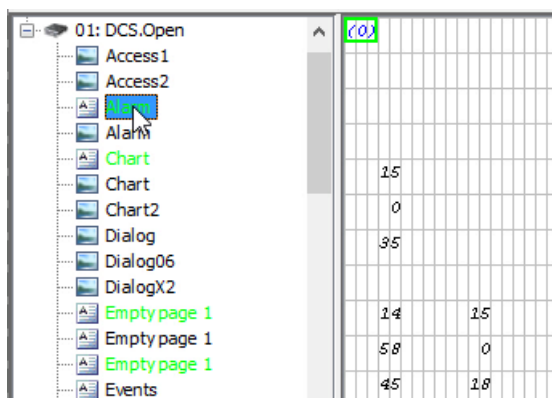 01: DCS.Open
Access1
Access2
Alarm
Alarm
Chart
Chart
Chart2
Dialog
Dialog06
DialogX2
Empty page 1
Empty page 1
Empty page 1
Events
(0)
15
0
35
14 15
58 0
45 18